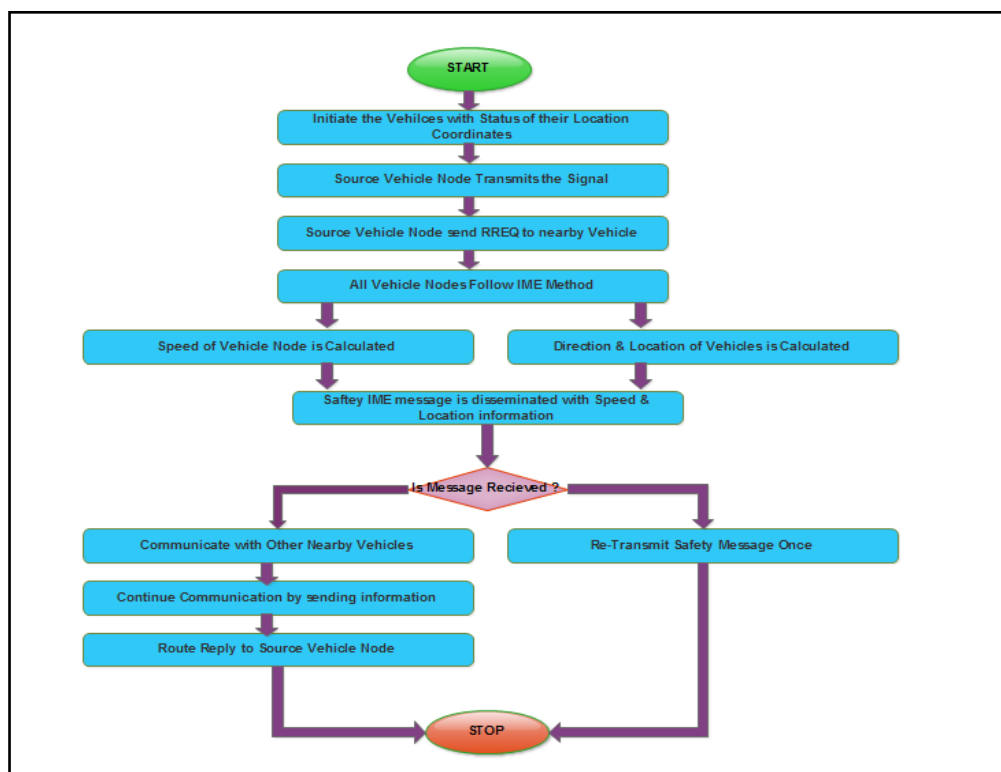 START
Initiate the Vehilces with Status of their Location
Coordinates
Source Vehicle Node Transmits the Signal
Source Vehicle Node send RREQ to nearby Vehicle
All Vehicle Nodes Follow IME Method
Speed of Vehicle Node is Calculated
Direction & Location of Vehicles is Calculated
Saftey IME message is disseminated with Speed &
Location information
Is Message Recieved ?
Communicate with Other Nearby Vehicles
Re-Transmit Safety Message Once
Continue Communication by sending information
Route Reply to Source Vehicle Node
STOP